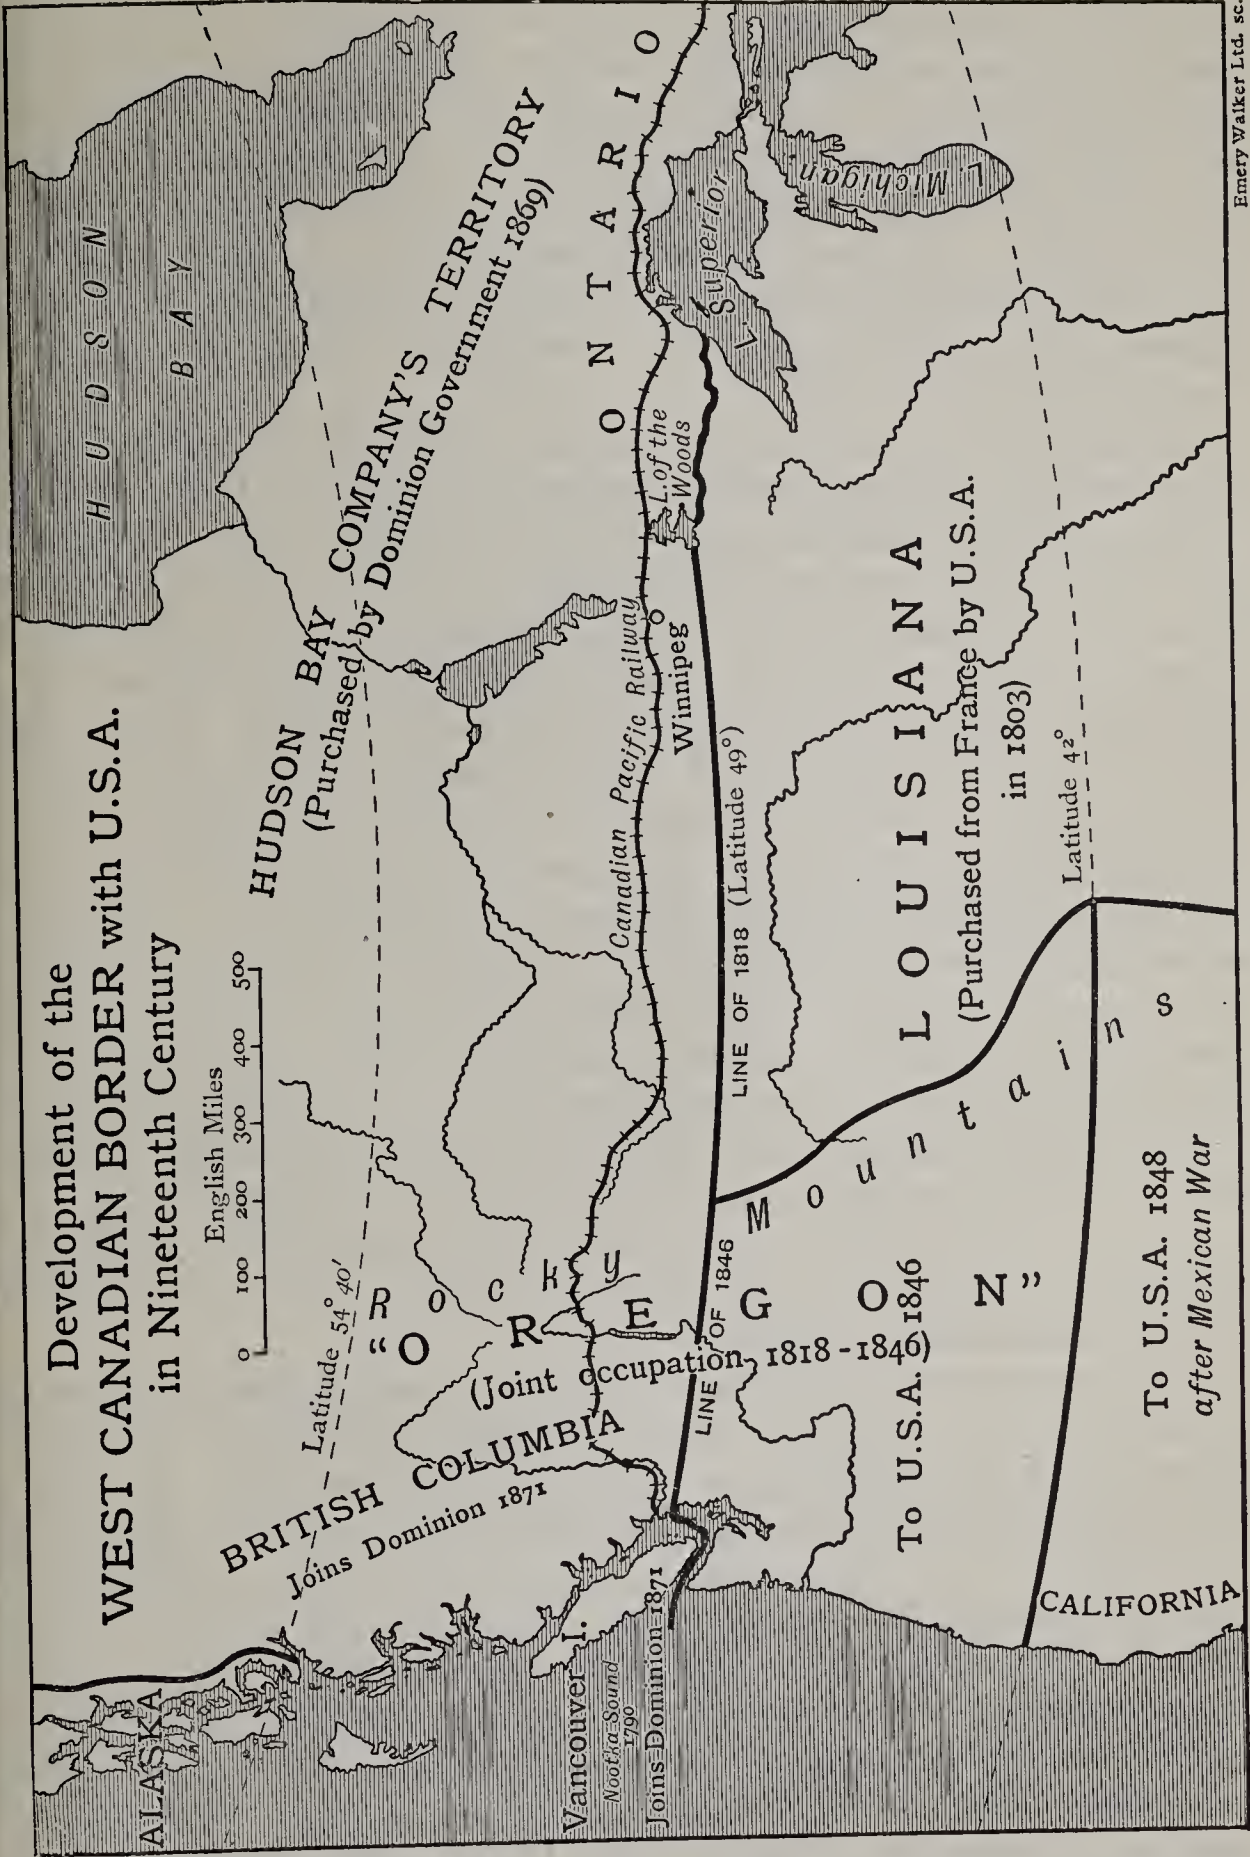 Development of the
WEST CANADIAN BORDER with U.S.A.
in Nineteenth Century
English Miles
0 100 200 300 400 500
HUDSON
BAY
HUDSON BAY COMPANY'S TERRITORY
(Purchased by Dominion Government 1869)
ALASKA
Latitude 54° 40'
BRITISH COLUMBIA
Joins Dominion 1871
Rocky Mountains
"OREGON"
(Joint occupation 1818-1846)
Canadian Pacific Railway
Winnipeg
ONTARIO
L. of the
Woods
L. Superior
L. Michigan
Vancouver I.
Nootka Sound
1790
Joins Dominion 1871
LINE OF 1846
LINE OF 1818 (Latitude 49°)
To U.S.A. 1846
LOUISIANA
(Purchased from France by U.S.A.
in 1803)
Latitude 42°
CALIFORNIA
To U.S.A. 1848
after Mexican War
Emery Walker Ltd. sc.